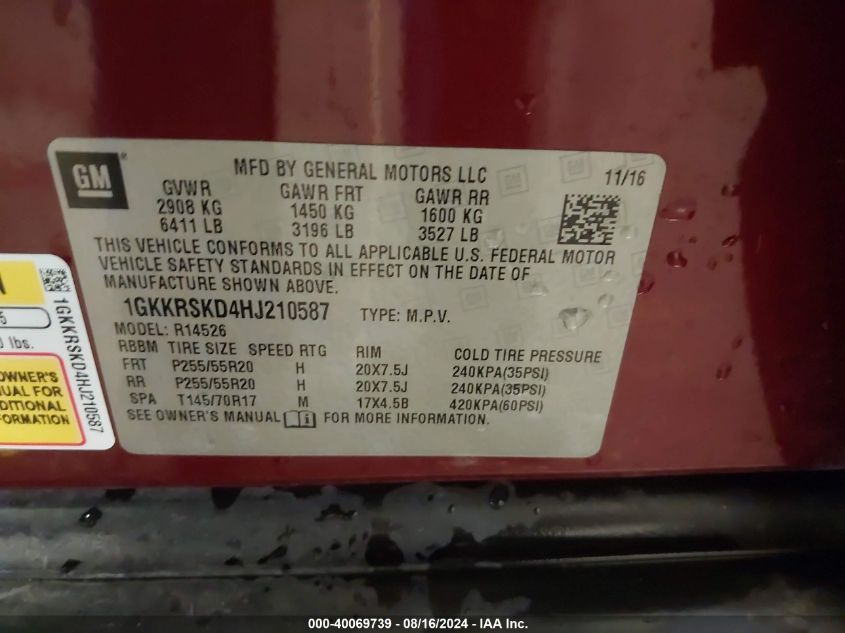 GM
MFD BY GENERAL MOTORS LLC
11/16
GVWR GAWR FRT GAWR RR
2908 KG 1450 KG 1600 KG
6411 LB 3196 LB 3527 LB
THIS VEHICLE CONFORMS TO ALL APPLICABLE U.S. FEDERAL MOTOR
VEHICLE SAFETY STANDARDS IN EFFECT ON THE DATE OF
MANUFACTURE SHOWN ABOVE.
1GKKRSKD4HJ210587 TYPE: M.P.V.
MODEL: R14526
RBBM TIRE SIZE SPEED RTG RIM COLD TIRE PRESSURE
FRT P255/55R20 H 20X7.5J 240KPA(35PSI)
RR P255/55R20 H 20X7.5J 240KPA(35PSI)
SPA T145/70R17 M 17X4.5B 420KPA(60PSI)
SEE OWNER'S MANUAL FOR MORE INFORMATION.
lbs.
OWNER'S
FOR
1GKKRSKD4HJ210587
000-40069739 - 08/16/2024 - IAA Inc.